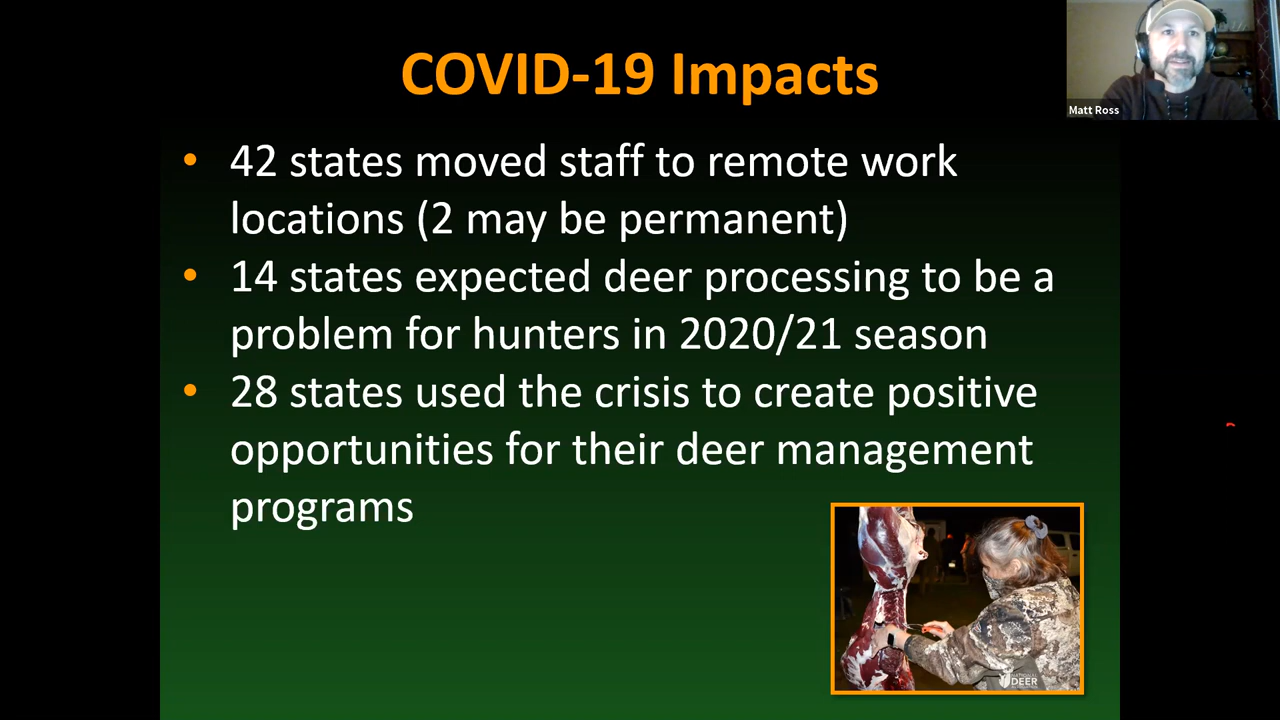 COVID-19 Impacts
Matt Ross
• 42 states moved staff to remote work
locations (2 may be permanent)
• 14 states expected deer processing to be a
problem for hunters in 2020/21 season
• 28 states used the crisis to create positive
opportunities for their deer management
programs
NATIONAL
DEER